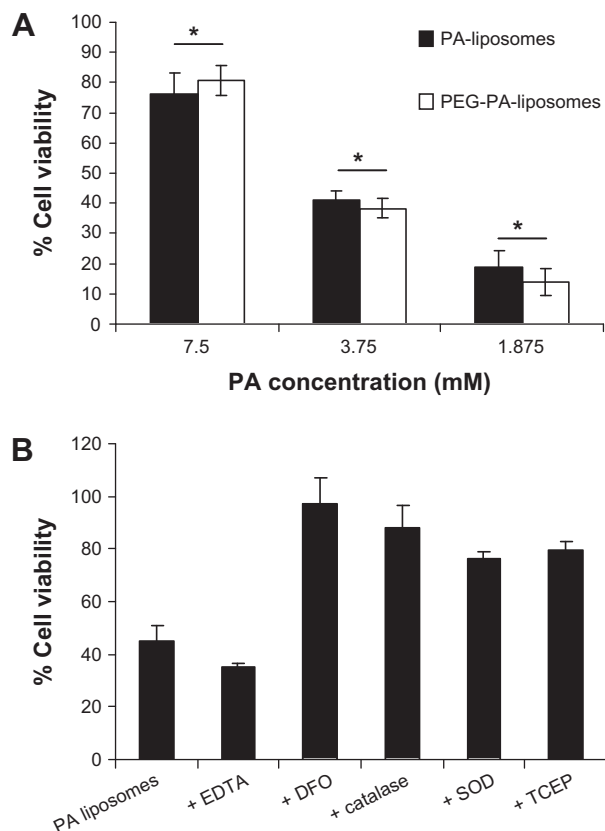 A
% Cell viability
100
90
80
70
60
50
40
30
20
10
0
*
*
*
PA-liposomes
PEG-PA-liposomes
7.5 3.75 1.875
PA concentration (mM)
B
% Cell viability
120
100
80
60
40
20
0
PA liposomes + EDTA + DFO + catalase + SOD + TCEP